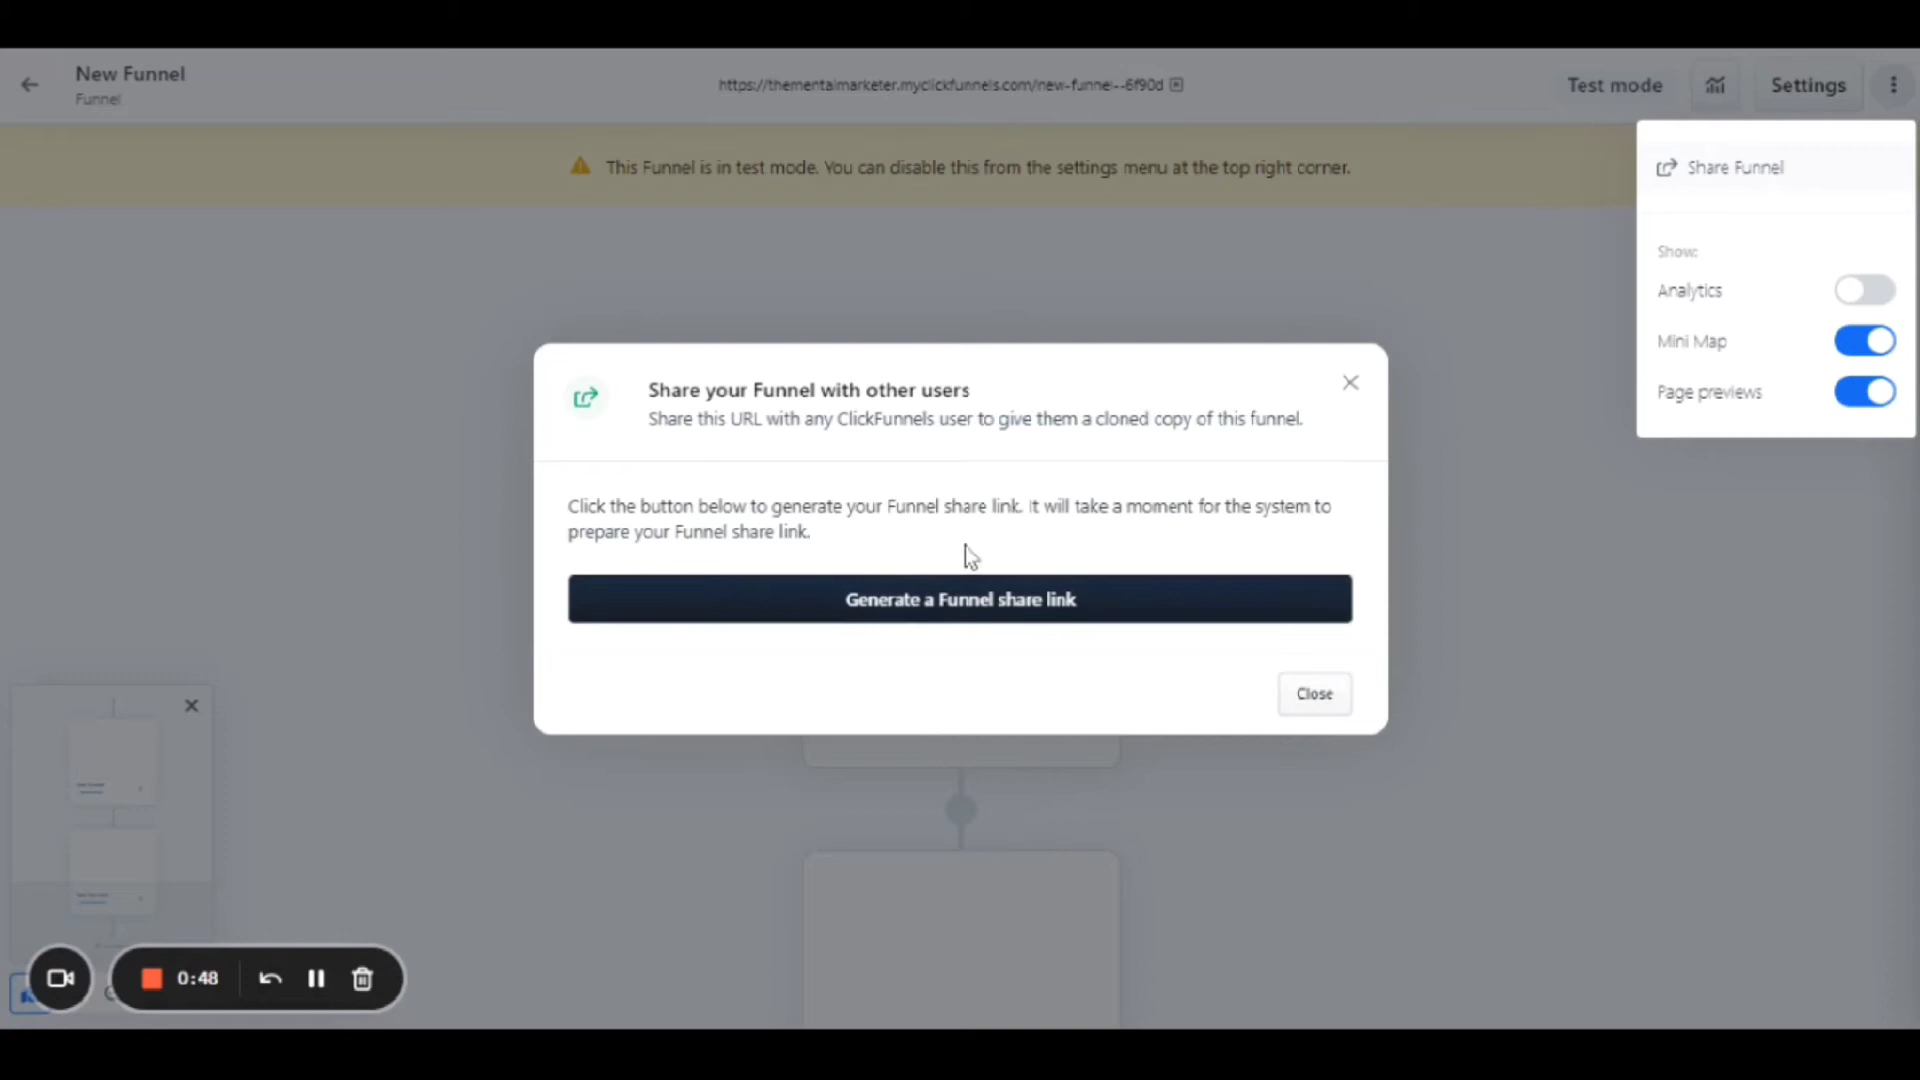 New Funnel
Funnel
https://thementalmarketer.myclickfunnels.com/new-funnel--6f90d
Test mode
Settings
This Funnel is in test mode. You can disable this from the settings menu at the top right corner.
Share Funnel
Show:
Analytics
Mini Map
Page previews
Share your Funnel with other users
Share this URL with any ClickFunnels user to give them a cloned copy of this funnel.
Click the button below to generate your Funnel share link. It will take a moment for the system to
prepare your Funnel share link.
Generate a Funnel share link
Close
0:48